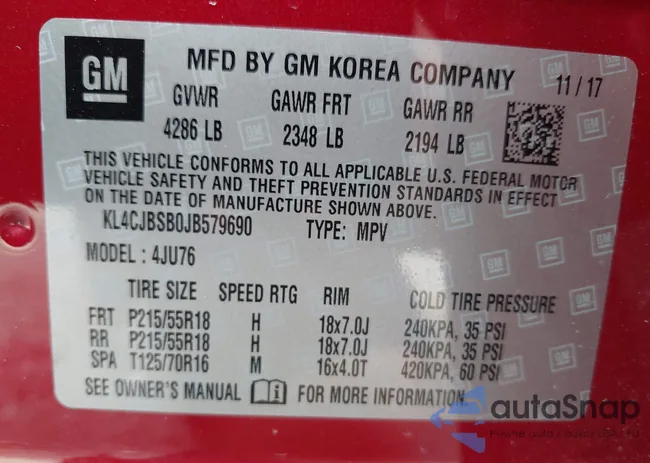 GM
MFD BY GM KOREA COMPANY 11/17
GVWR GAWR FRT GAWR RR
4286 LB 2348 LB 2194 LB
THIS VEHICLE CONFORMS TO ALL APPLICABLE U.S. FEDERAL MOTOR
VEHICLE SAFETY AND THEFT PREVENTION STANDARDS IN EFFECT
ON THE DATE OF MANUFACTURE SHOWN ABOVE.
KL4CJBSB0JB579690 TYPE: MPV
MODEL : 4JU76
TIRE SIZE SPEED RTG RIM COLD TIRE PRESSURE
FRT P215/55R18 H 18x7.0J 240KPA, 35 PSI
RR P215/55R18 H 18x7.0J 240KPA, 35 PSI
SPA T125/70R16 M 16x4.0T 420KPA, 60 PSI
SEE OWNER'S MANUAL FOR MORE INFORMATION.
autaSnap